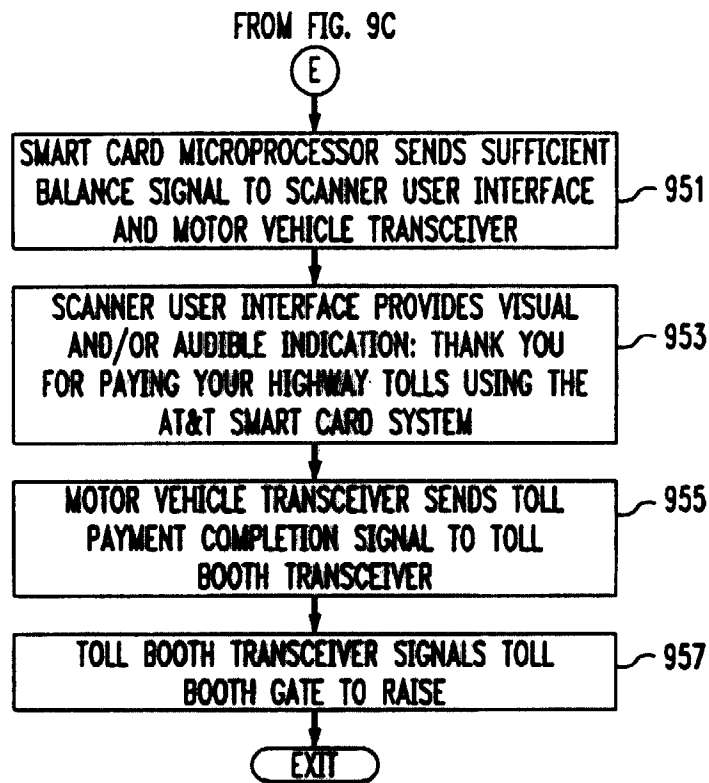 FROM FIG. 9C
E
SMART CARD MICROPROCESSOR SENDS SUFFICIENT
BALANCE SIGNAL TO SCANNER USER INTERFACE
AND MOTOR VEHICLE TRANSCEIVER
951
SCANNER USER INTERFACE PROVIDES VISUAL
AND/OR AUDIBLE INDICATION: THANK YOU
FOR PAYING YOUR HIGHWAY TOLLS USING THE
AT&T SMART CARD SYSTEM
953
MOTOR VEHICLE TRANSCEIVER SENDS TOLL
PAYMENT COMPLETION SIGNAL TO TOLL
BOOTH TRANSCEIVER
955
TOLL BOOTH TRANSCEIVER SIGNALS TOLL
BOOTH GATE TO RAISE
957
EXIT